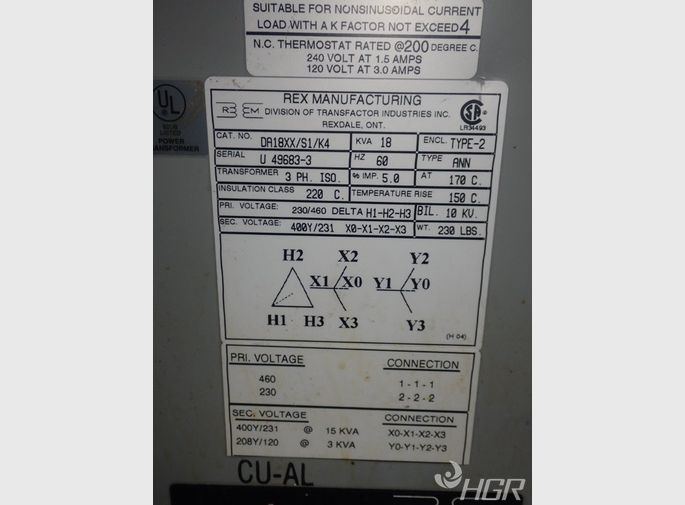 SUITABLE FOR NONSINUSOIDAL CURRENT
LOAD WITH A K FACTOR NOT EXCEED 4
N.C. THERMOSTAT RATED @ 200 DEGREE C.
240 VOLT AT 1.5 AMPS
120 VOLT AT 3.0 AMPS
UL
LISTED
POWER
TRANSFORMER
REX MANUFACTURING
DIVISION OF TRANSFACTOR INDUSTRIES INC.
REXDALE, ONT.
LR34493
CAT. NO. DA18XX/S1/K4 KVA 18 ENCL. TYPE-2
SERIAL U 49683-3 HZ 60 TYPE ANN
TRANSFORMER 3 PH. ISO. % IMP. 5.0 AT 170 C.
INSULATION CLASS 220 C. TEMPERATURE RISE 150 C.
PRI. VOLTAGE: 230/460 DELTA H1-H2-H3 BIL. 10 KV.
SEC. VOLTAGE: 400Y/231 X0-X1-X2-X3 WT. 230 LBS.
H2 X2 Y2
X1 X0 Y1 Y0
H1 H3 X3 Y3
(H 04)
PRI. VOLTAGE CONNECTION
460 1 - 1 - 1
230 2 - 2 - 2
SEC. VOLTAGE CONNECTION
400Y/231 @ 15 KVA X0-X1-X2-X3
208Y/120 @ 3 KVA Y0-Y1-Y2-Y3
CU-AL
HGR